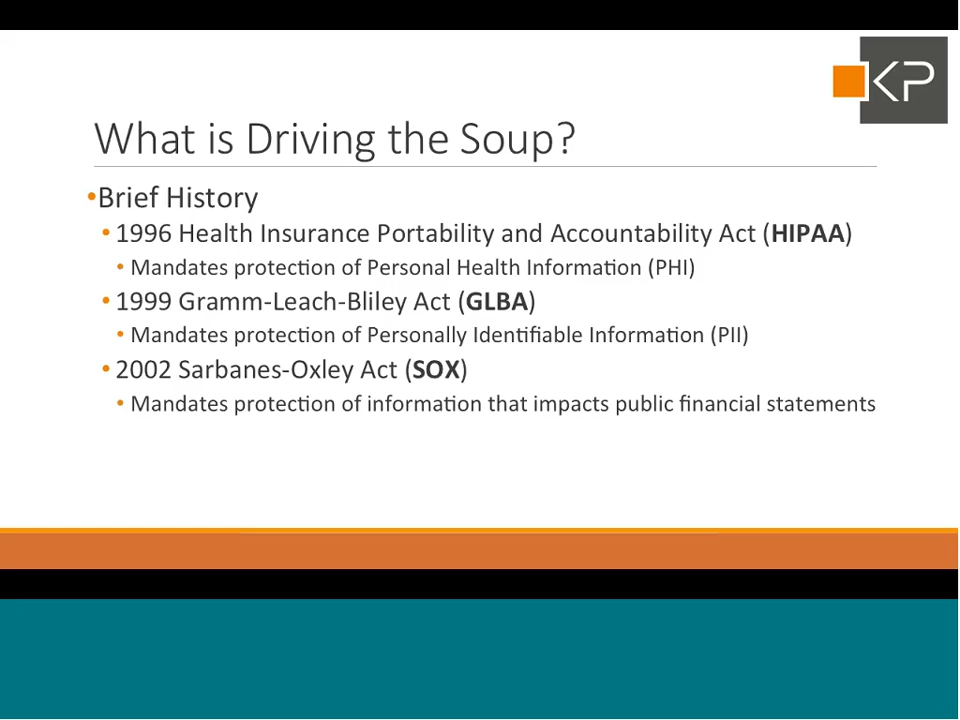 KP
What is Driving the Soup?
•Brief History
• 1996 Health Insurance Portability and Accountability Act (HIPAA)
• Mandates protection of Personal Health Information (PHI)
• 1999 Gramm-Leach-Bliley Act (GLBA)
• Mandates protection of Personally Identifiable Information (PII)
• 2002 Sarbanes-Oxley Act (SOX)
• Mandates protection of information that impacts public financial statements